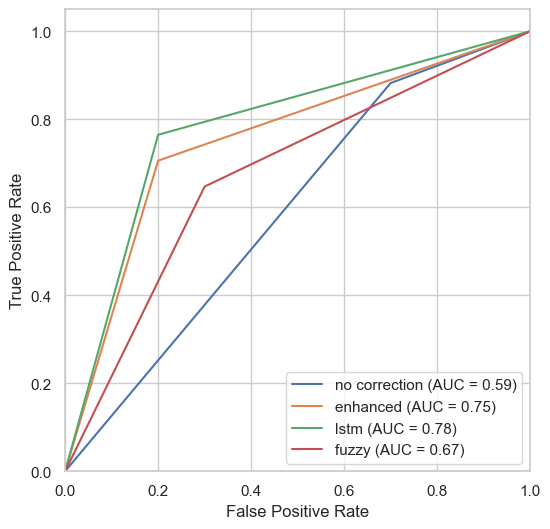 1.0
0.8
0.6
0.4
0.2
0.0
True Positive Rate
no correction (AUC = 0.59)
enhanced (AUC = 0.75)
lstm (AUC = 0.78)
fuzzy (AUC = 0.67)
0.0 0.2 0.4 0.6 0.8 1.0
False Positive Rate